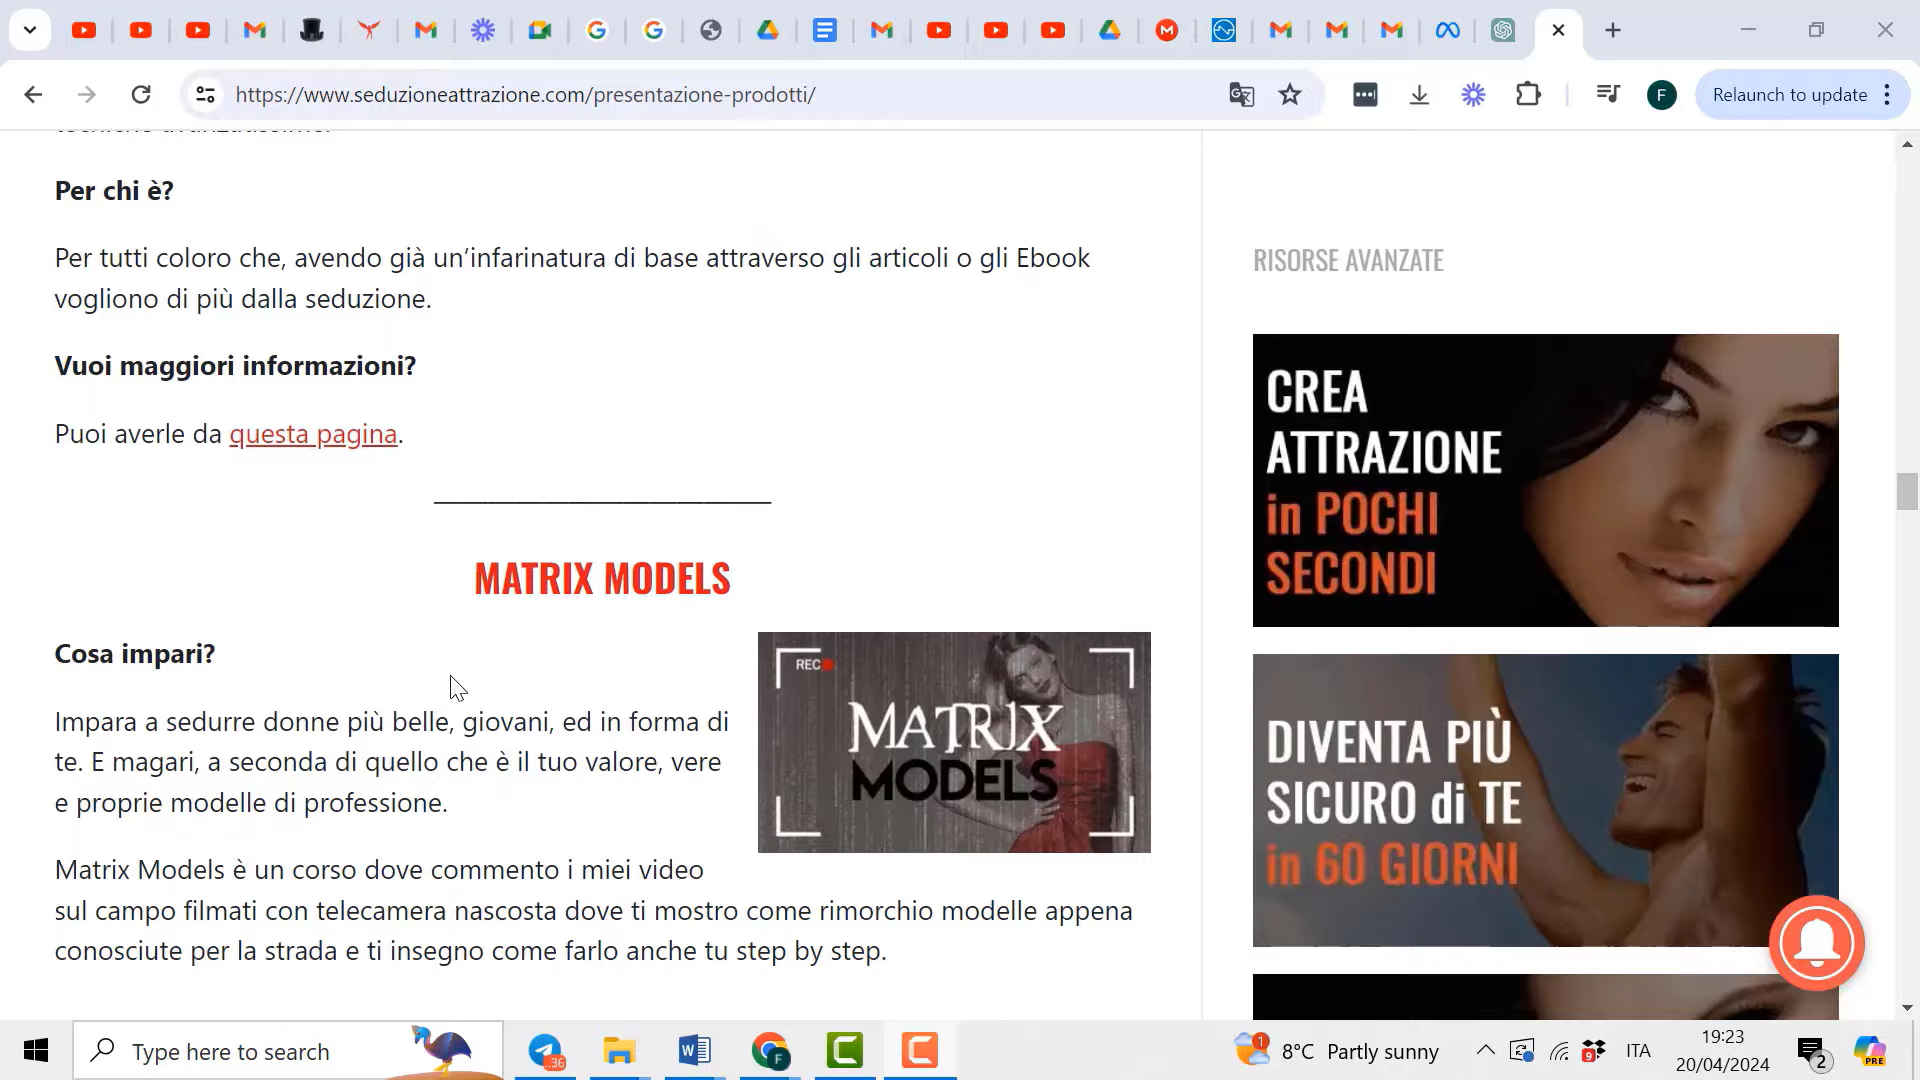 https://www.seduzioneattrazione.com/presentazione-prodotti/
F
Relaunch to update
Per chi è?
Per tutti coloro che, avendo già un’infarinatura di base attraverso gli articoli o gli Ebook
vogliono di più dalla seduzione.
Vuoi maggiori informazioni?
Puoi averle da questa pagina.
MATRIX MODELS
Cosa impari?
Impara a sedurre donne più belle, giovani, ed in forma di
te. E magari, a seconda di quello che è il tuo valore, vere
e proprie modelle di professione.
REC
MATRIX
MODELS
Matrix Models è un corso dove commento i miei video
sul campo filmati con telecamera nascosta dove ti mostro come rimorchio modelle appena
conosciute per la strada e ti insegno come farlo anche tu step by step.
RISORSE AVANZATE
CREA
ATTRAZIONE
in POCHI
SECONDI
DIVENTA PIÙ
SICURO di TE
in 60 GIORNI
Type here to search
36
F
1
8°C Partly sunny
9
ITA
19:23
20/04/2024
2
PRE